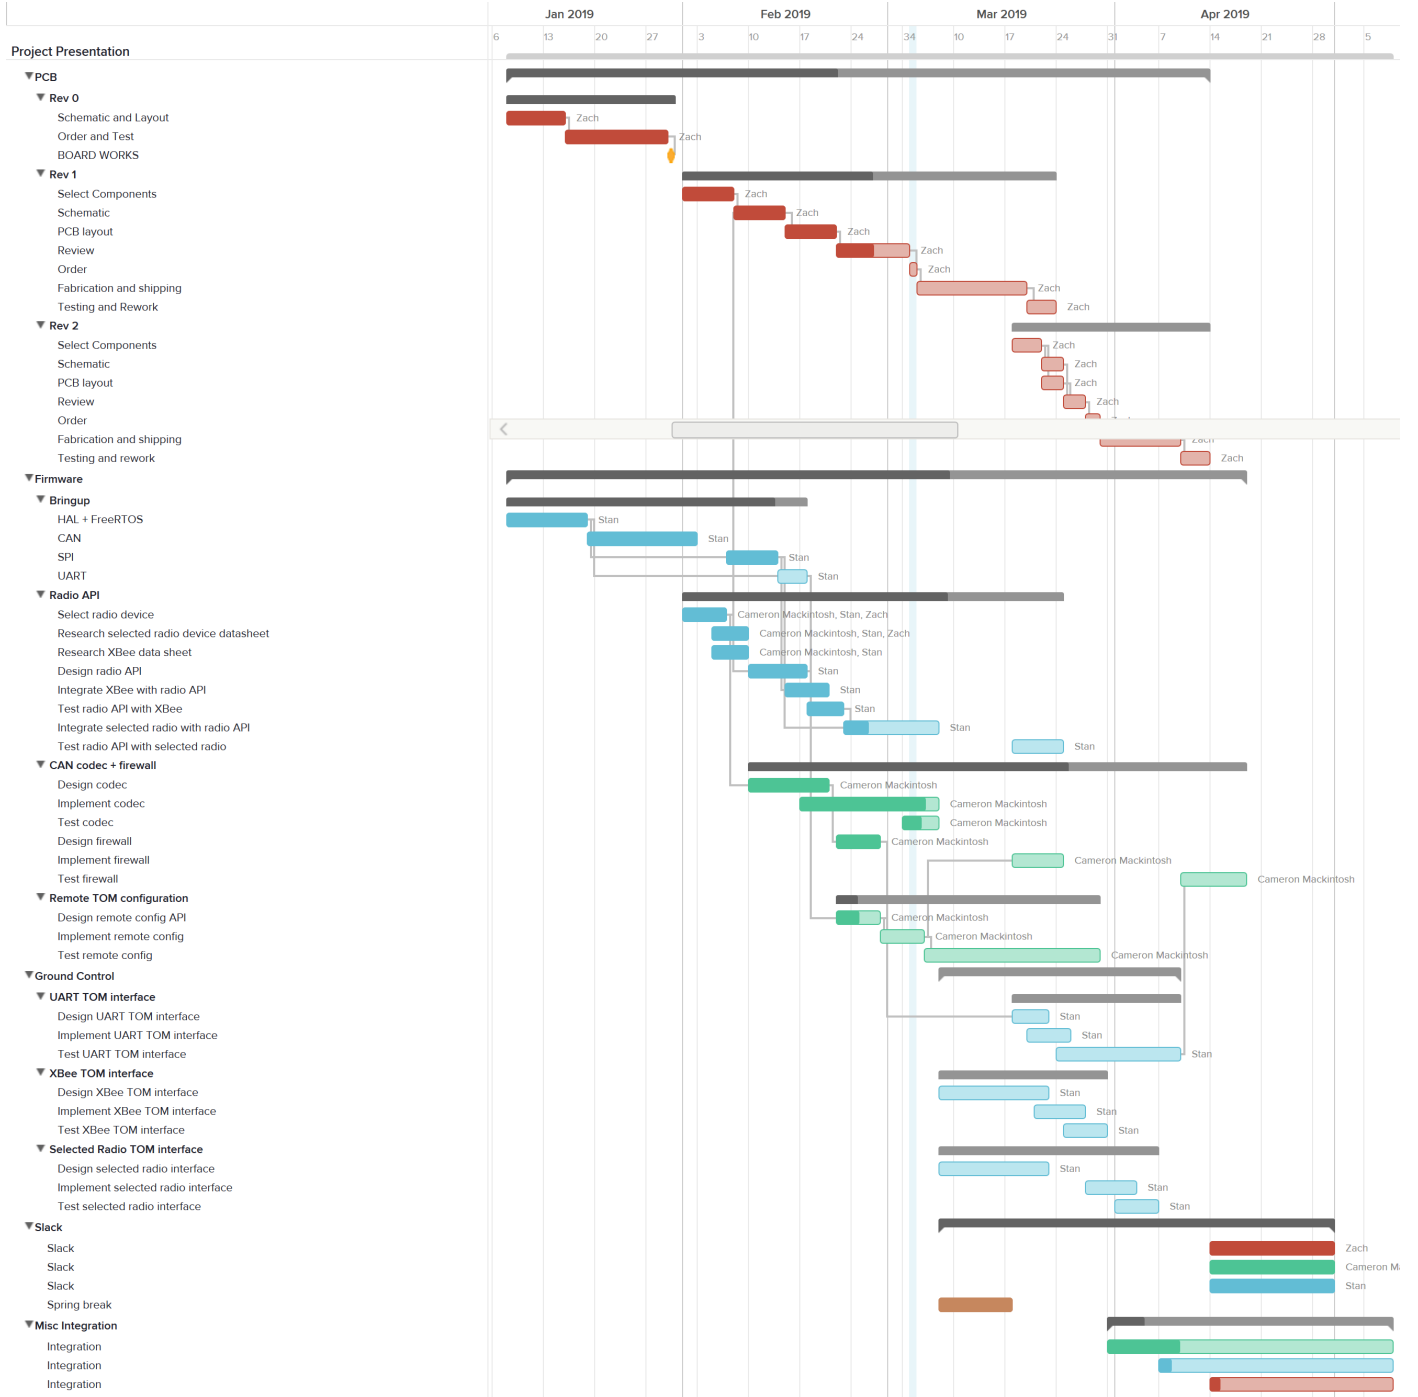 Jan 2019 Feb 2019 Mar 2019 Apr 2019
6 13 20 27 3 10 17 24 3 4 10 17 24 31 7 14 21 28 5
Project Presentation
PCB
Rev 0
Schematic and Layout Zach
Order and Test Zach
BOARD WORKS
Rev 1
Select Components Zach
Schematic Zach
PCB layout Zach
Review Zach
Order Zach
Fabrication and shipping Zach
Testing and Rework Zach
Rev 2
Select Components Zach
Schematic Zach
PCB layout Zach
Review Zach
Order
Fabrication and shipping Zach
Testing and rework Zach
Firmware
Bringup
HAL + FreeRTOS Stan
CAN Stan
SPI Stan
UART Stan
Radio API
Select radio device Cameron Mackintosh, Stan, Zach
Research selected radio device datasheet Cameron Mackintosh, Stan, Zach
Research XBee data sheet Cameron Mackintosh, Stan
Design radio API Stan
Integrate XBee with radio API Stan
Test radio API with XBee Stan
Integrate selected radio with radio API Stan
Test radio API with selected radio Stan
CAN codec + firewall
Design codec Cameron Mackintosh
Implement codec Cameron Mackintosh
Test codec Cameron Mackintosh
Design firewall Cameron Mackintosh
Implement firewall Cameron Mackintosh
Test firewall Cameron Mackintosh
Remote TOM configuration
Design remote config API Cameron Mackintosh
Implement remote config Cameron Mackintosh
Test remote config Cameron Mackintosh
Ground Control
UART TOM interface
Design UART TOM interface Stan
Implement UART TOM interface Stan
Test UART TOM interface Stan
XBee TOM interface
Design XBee TOM interface Stan
Implement XBee TOM interface Stan
Test XBee TOM interface Stan
Selected Radio TOM interface
Design selected radio interface Stan
Implement selected radio interface Stan
Test selected radio interface Stan
Slack
Slack Zach
Slack Cameron M
Slack Stan
Spring break
Misc Integration
Integration
Integration
Integration